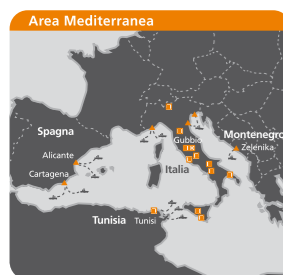 Area Mediterranea
Spagna
Montenegro
Gubbio
Zelenika
Alicante
Italia
Cartagena
Tunisia
Tunisi